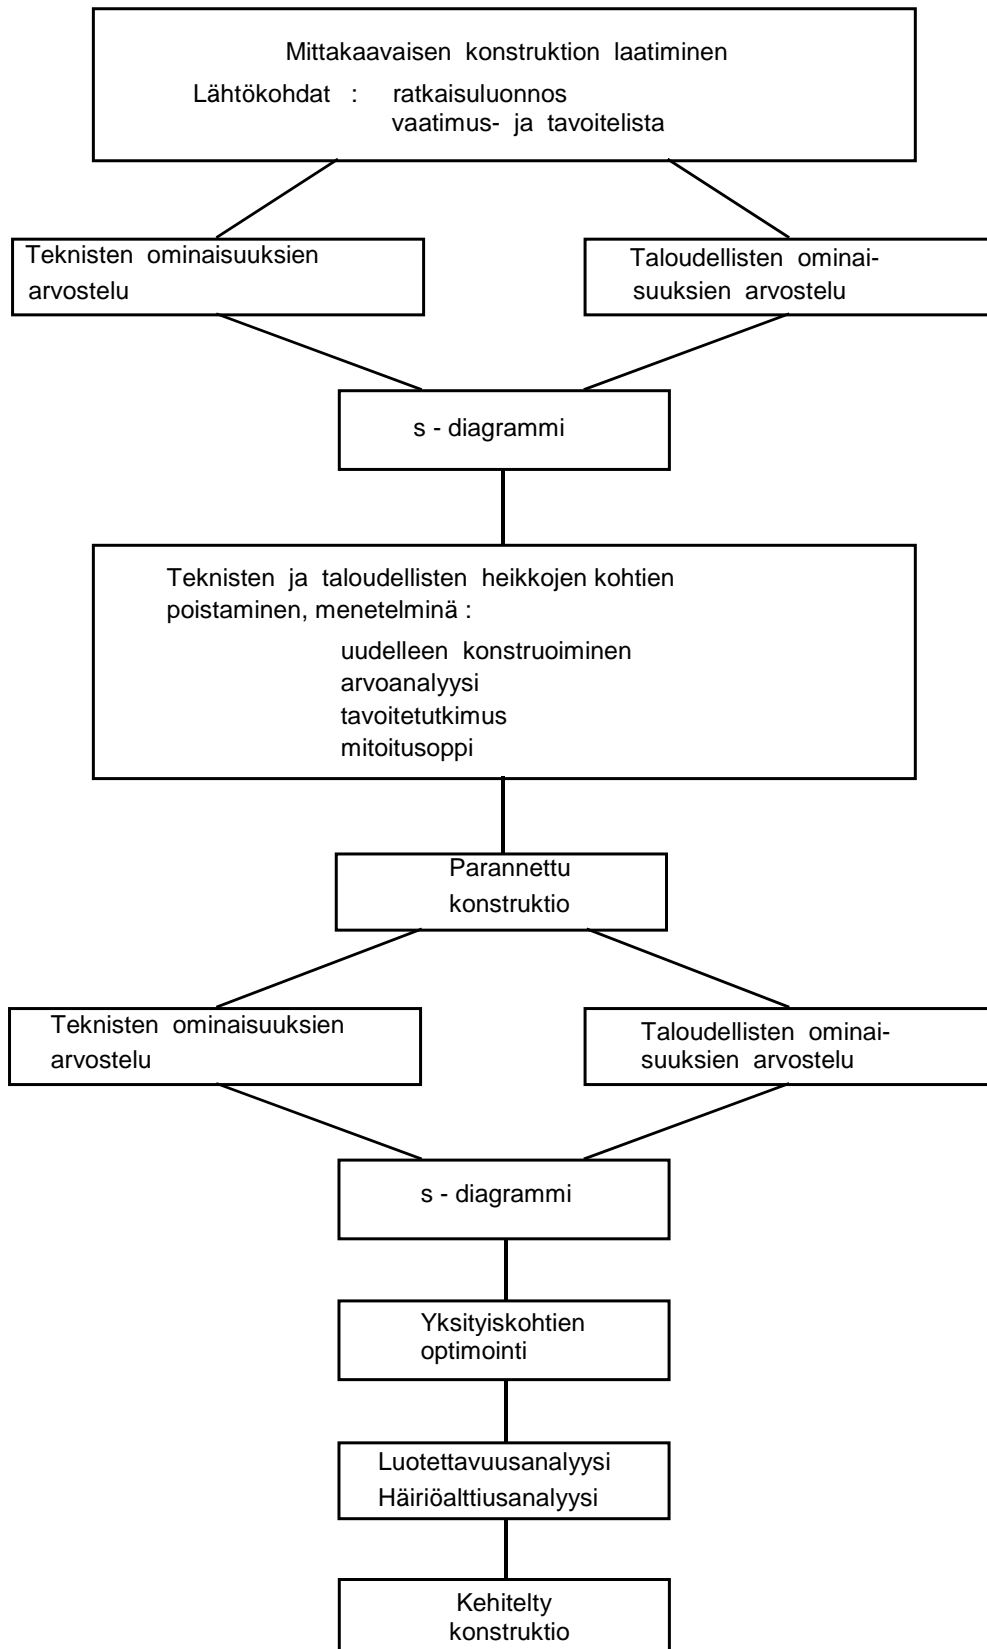 Mittakaavaisen konstruktion laatiminen
Lähtökohdat : ratkaisuluonnos
vaatimus- ja tavoitelista
Teknisten ominaisuuksien
arvostelu
Taloudellisten ominai-
suuksien arvostelu
s - diagrammi
Teknisten ja taloudellisten heikkojen kohtien
poistaminen, menetelminä :
uudelleen konstruoiminen
arvoanalyysi
tavoitetutkimus
mitoitusoppi
Parannettu
konstruktio
Teknisten ominaisuuksien
arvostelu
Taloudellisten ominai-
suuksien arvostelu
s - diagrammi
Yksityiskohtien
optimointi
Luotettavuusanalyysi
Häiriöalttiusanalyysi
Kehitelty
konstruktio